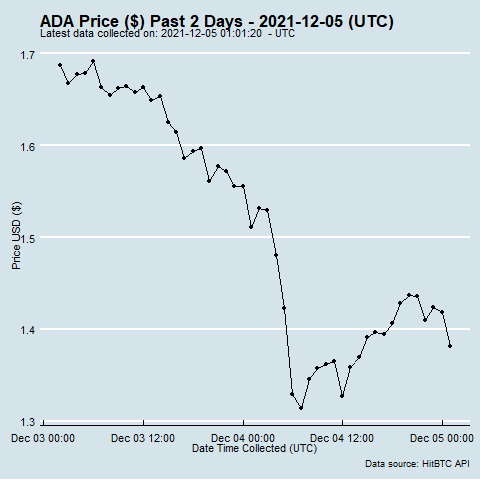 ADA Price ($) Past 2 Days - 2021-12-05 (UTC)
Latest data collected on: 2021-12-05 01:01:20  - UTC
1.7
1.6
1.5
1.4
1.3
Price USD ($)
Dec 03 00:00 Dec 03 12:00 Dec 04 00:00 Dec 04 12:00 Dec 05 00:00
Date Time Collected (UTC)
Data source: HitBTC API